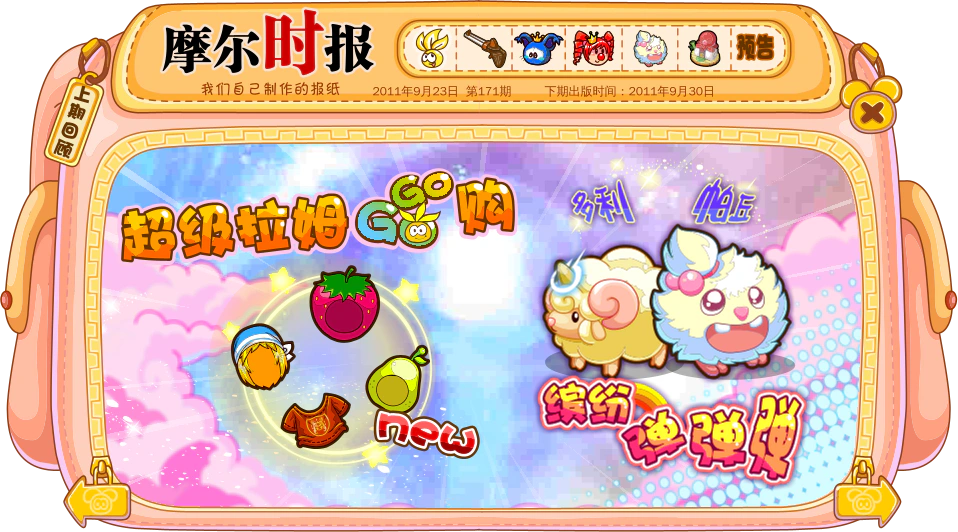 摩尔时报
预告
我们自己制作的报纸
2011年9月23日 第171期
下期出版时间：2011年9月30日
上期回顾
超级拉姆GOGO购
多利
帕丘
new
缤纷弹弹弹